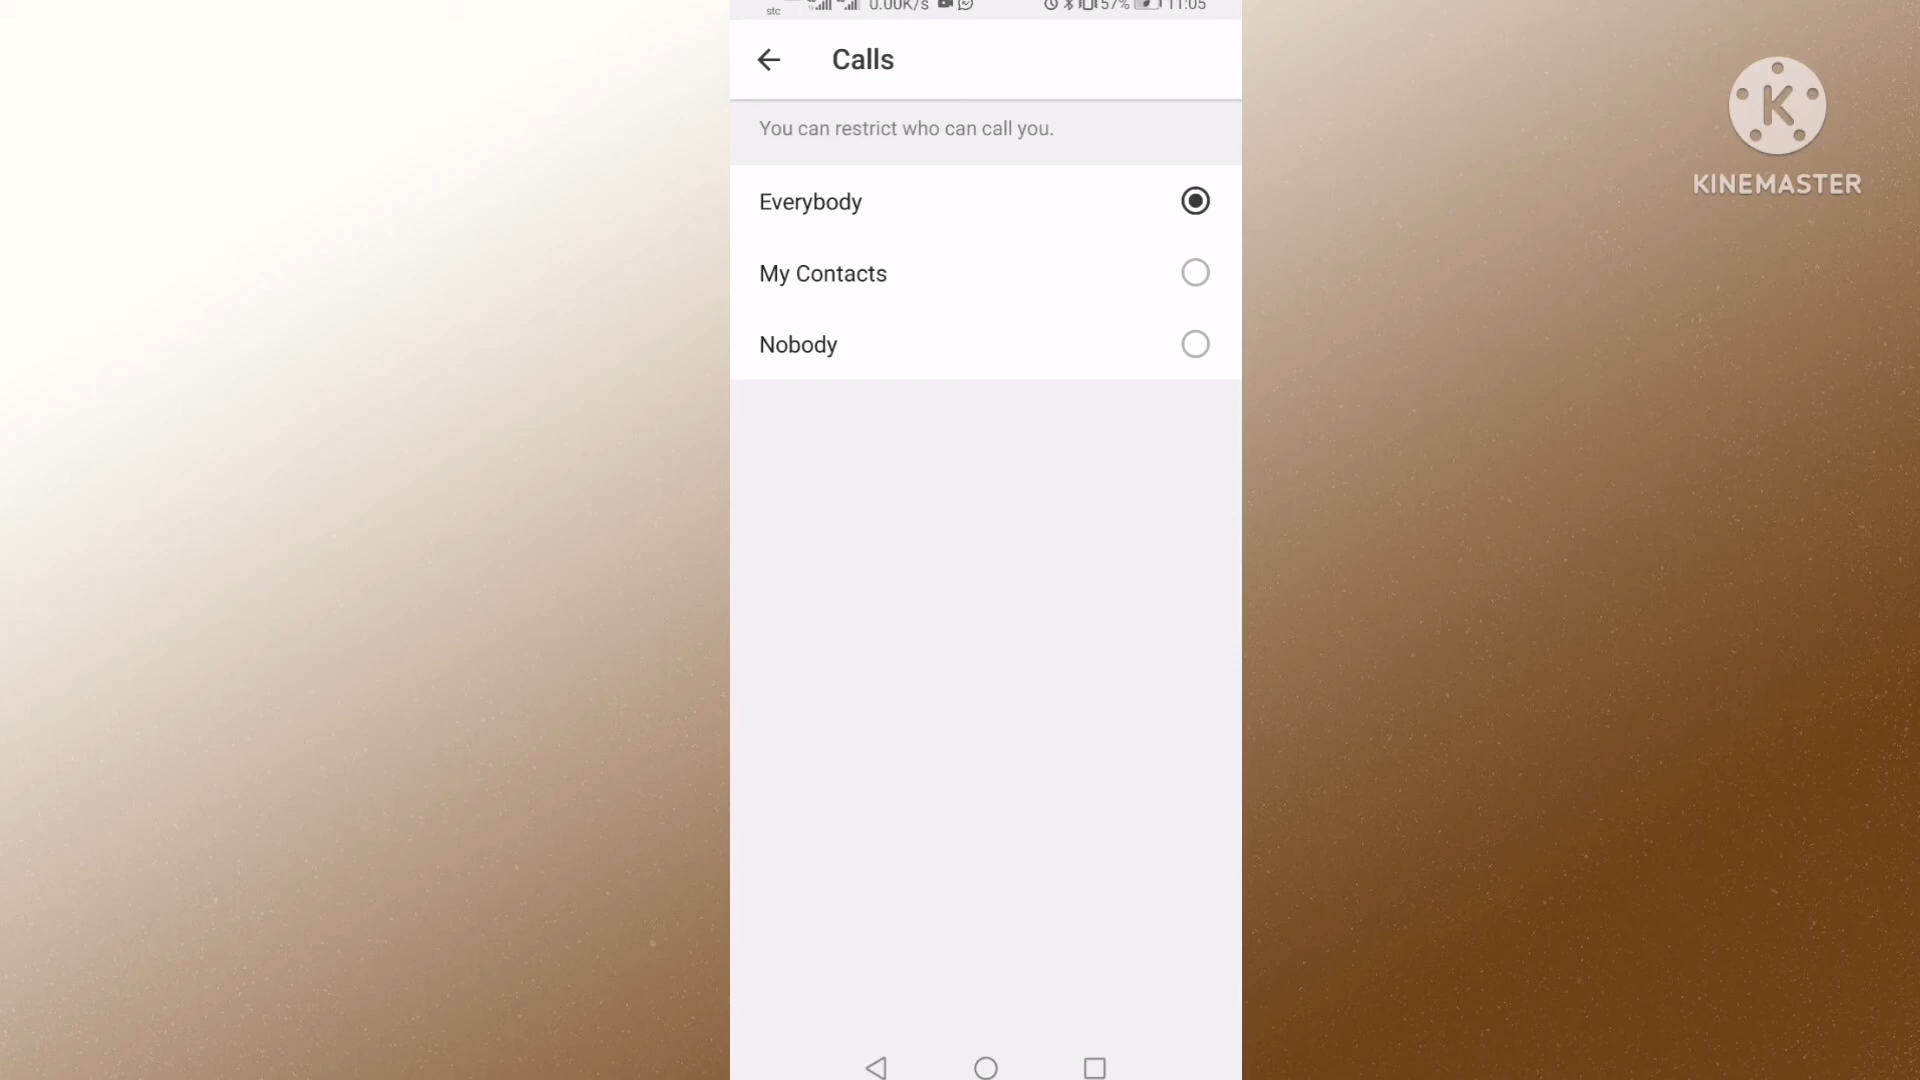 stc 0.00K/s 57% 11:05
Calls
You can restrict who can call you.
Everybody
My Contacts
Nobody
K
KINEMASTER